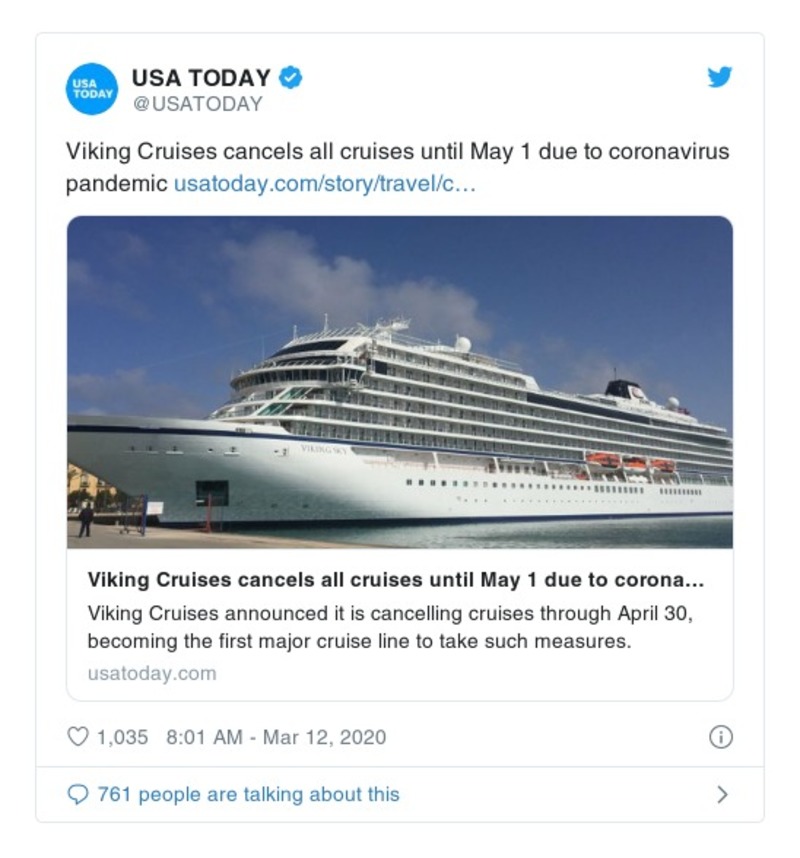 USA TODAY
USA TODAY
@USATODAY
Viking Cruises cancels all cruises until May 1 due to coronavirus
pandemic usatoday.com/story/travel/c…
VIKING SKY
Viking Cruises cancels all cruises until May 1 due to corona...
Viking Cruises announced it is cancelling cruises through April 30,
becoming the first major cruise line to take such measures.
usatoday.com
1,035 8:01 AM - Mar 12, 2020
761 people are talking about this